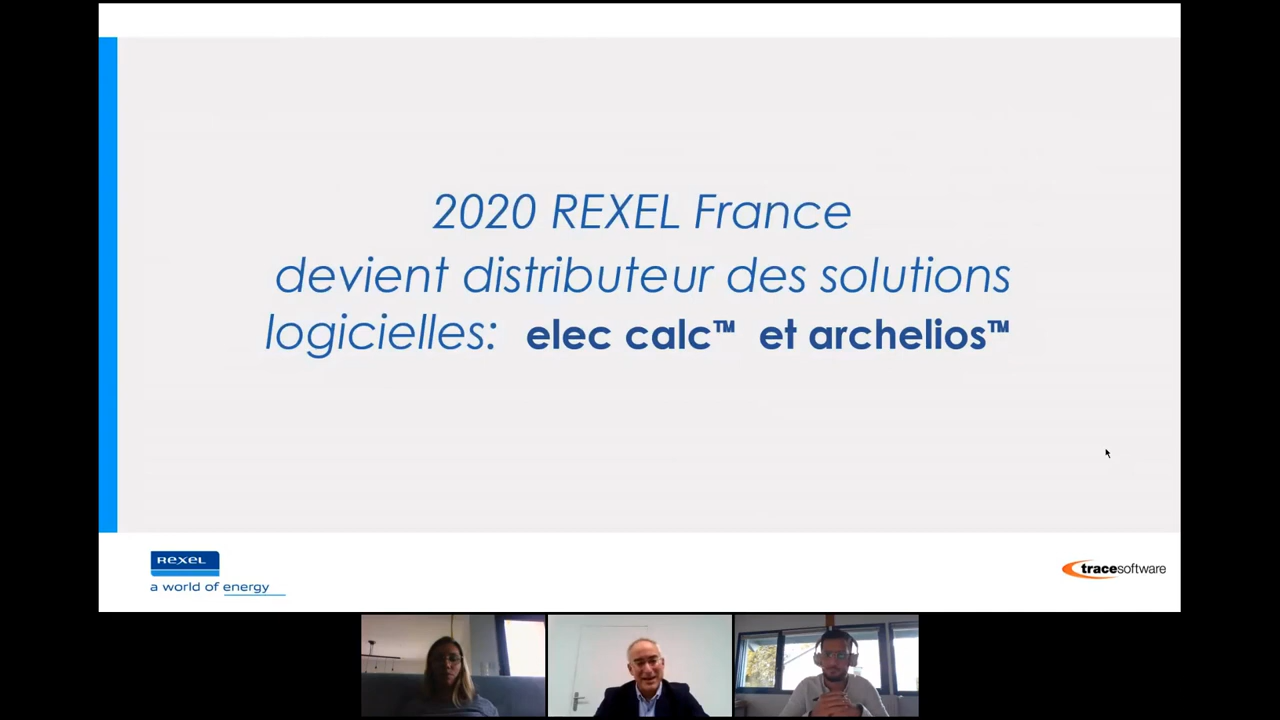 2020 REXEL France
devient distributeur des solutions
logicielles: elec calc™ et archelios™
REXEL
a world of energy
tracesoftware